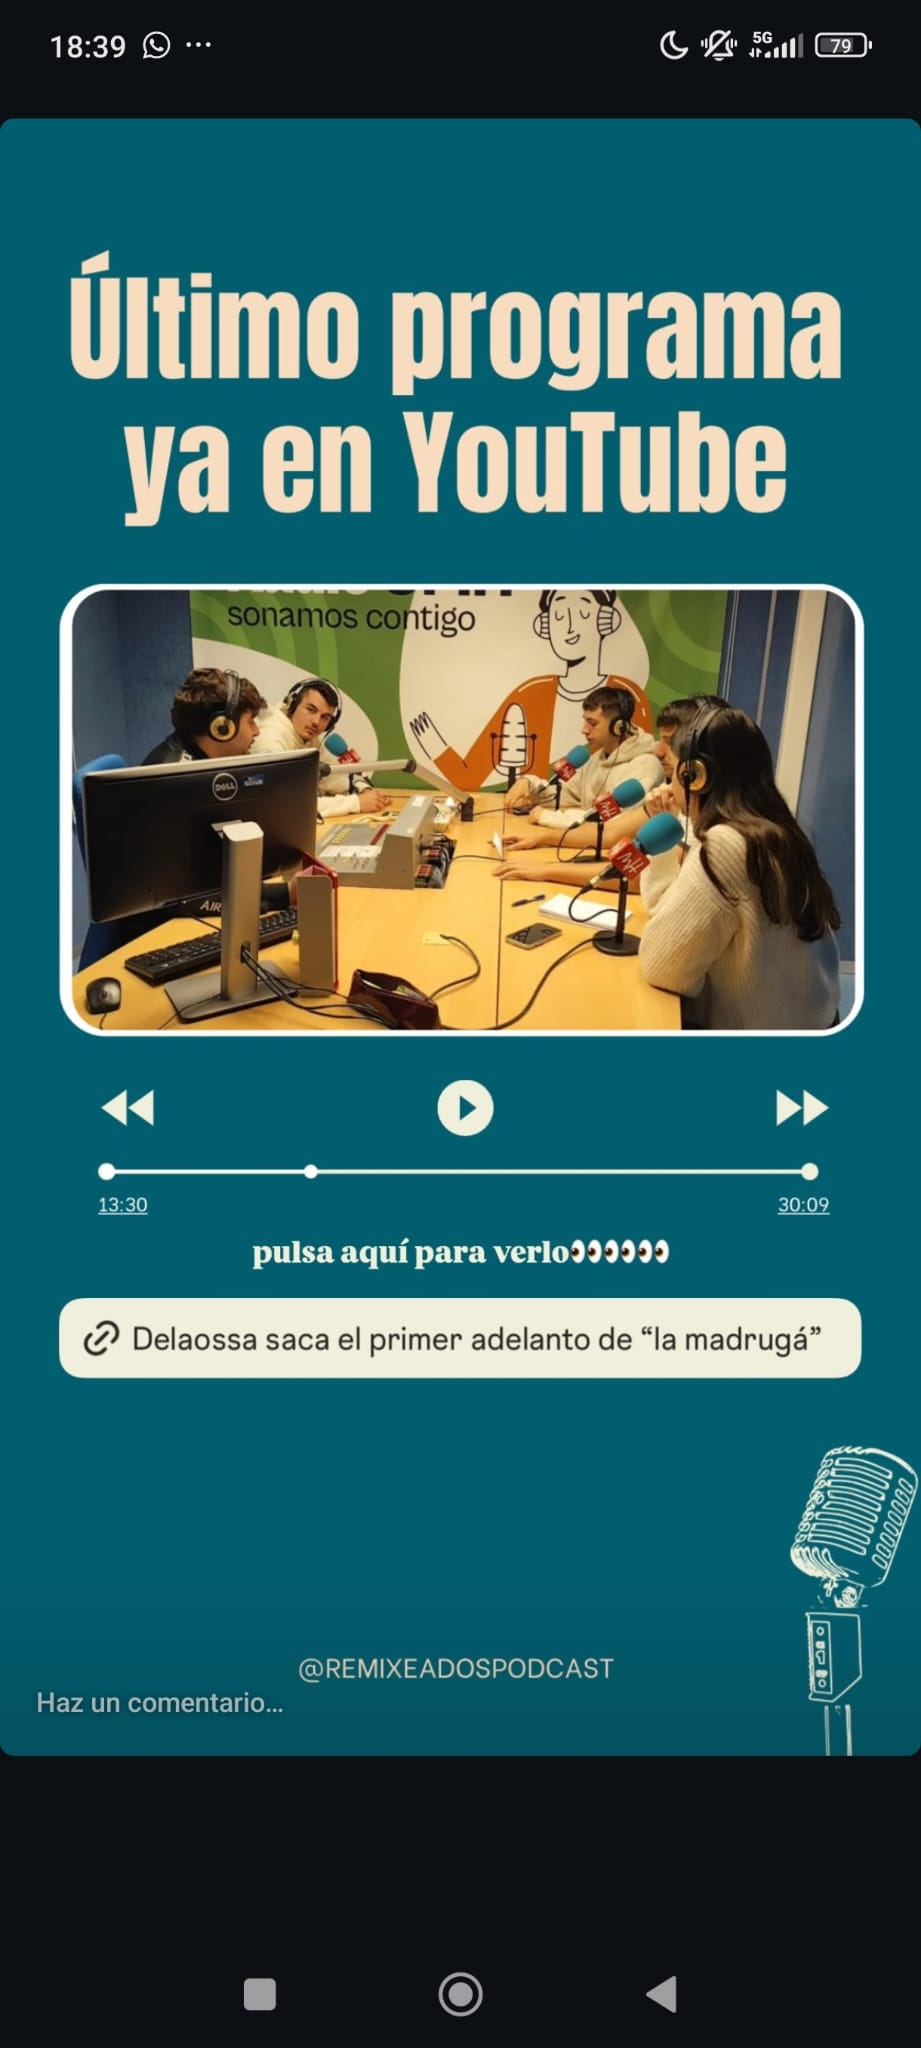 18:39
5G
79
Último programa
ya en YouTube
sonamos contigo
DELL
AIR
13:30
30:09
pulsa aquí para verlo👀👀👀
Delaossa saca el primer adelanto de “la madrugá”
@REMIXEADOSPODCAST
Haz un comentario...